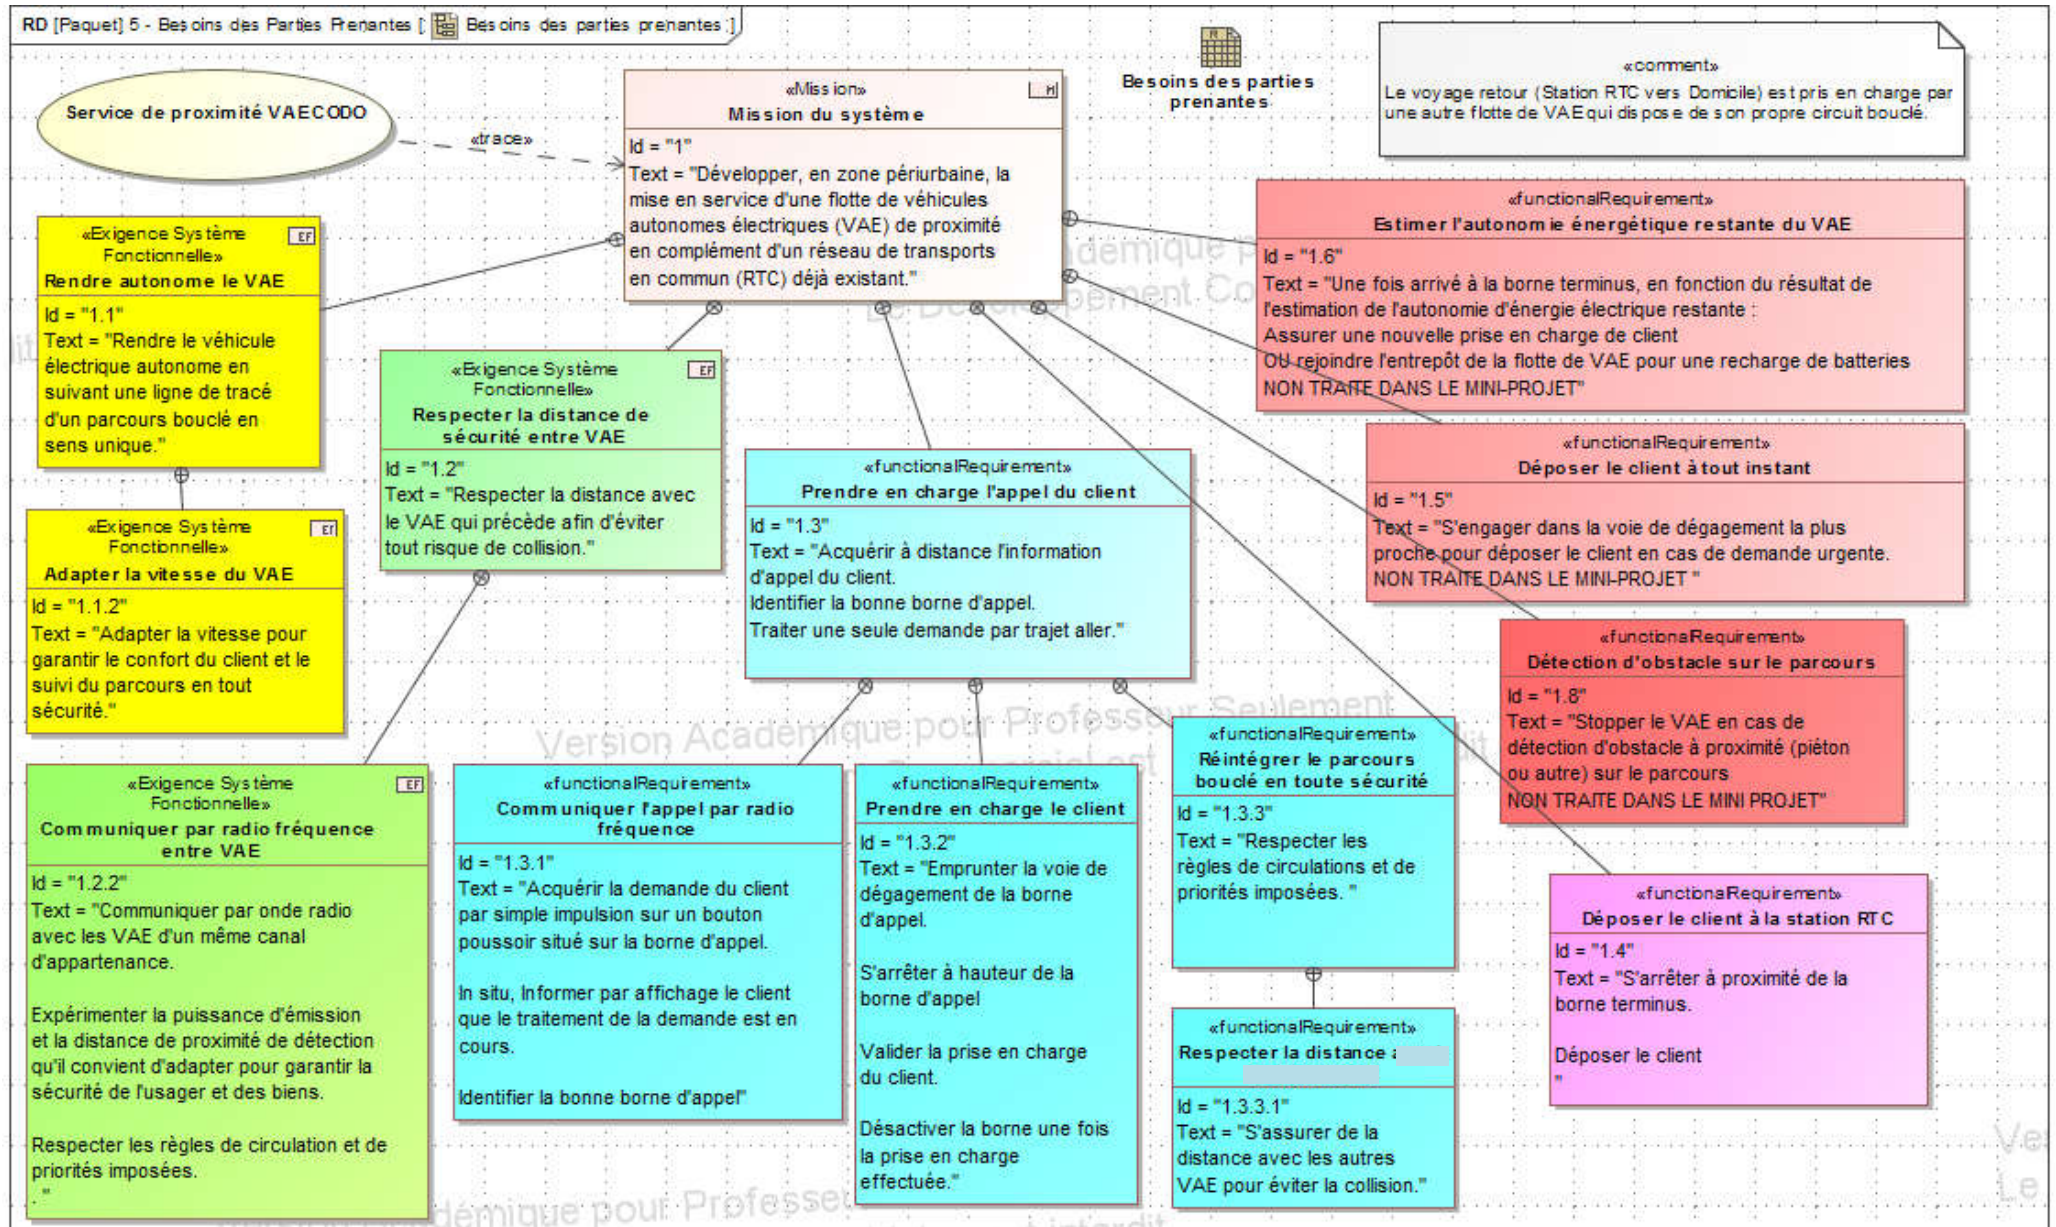 RD [Paquet] 5 - Besoins des Parties Prenantes [ Besoins des parties prenantes ]
Service de proximité VAECODO
«trace»
«Mission»
Mission du système
Id = "1"
Text = "Développer, en zone périurbaine, la
mise en service d'une flotte de véhicules
autonomes électriques (VAE) de proximité
en complément d'un réseau de transports
en commun (RTC) déjà existant."
Besoins des parties
prenantes
«comment»
Le voyage retour (Station RTC vers Domicile) est pris en charge par
une autre flotte de VAE qui dispose de son propre circuit bouclé.
«Exigence Système
Fonctionnelle»
EF
Rendre autonome le VAE
Id = "1.1"
Text = "Rendre le véhicule
électrique autonome en
suivant une ligne de tracé
d'un parcours bouclé en
sens unique."
«Exigence Système
Fonctionnelle»
Adapter la vitesse du VAE
Id = "1.1.2"
Text = "Adapter la vitesse pour
garantir le confort du client et le
suivi du parcours en tout
sécurité."
«Exigence Système
Fonctionnelle»
EF
Respecter la distance de
sécurité entre VAE
Id = "1.2"
Text = "Respecter la distance avec
le VAE qui précède afin d'éviter
tout risque de collision."
«Exigence Système
Fonctionnelle»
EF
Communiquer par radio fréquence
entre VAE
Id = "1.2.2"
Text = "Communiquer par onde radio
avec les VAE d'un même canal
d'appartenance.
Expérimenter la puissance d'émission
et la distance de proximité de détection
qu'il convient d'adapter pour garantir la
sécurité de l'usager et des biens.
Respecter les règles de circulation et de
priorités imposées.
. "
«functionalRequirement»
Prendre en charge l'appel du client
Id = "1.3"
Text = "Acquérir à distance l'information
d'appel du client.
Identifier la bonne borne d'appel.
Traiter une seule demande par trajet aller."
«functionalRequirement»
Communiquer l'appel par radio
fréquence
Id = "1.3.1"
Text = "Acquérir la demande du client
par simple impulsion sur un bouton
poussoir situé sur la borne d'appel.
In situ, Informer par affichage le client
que le traitement de la demande est en
cours.
Identifier la bonne borne d'appel"
«functionalRequirement»
Prendre en charge le client
Id = "1.3.2"
Text = "Emprunter la voie de
dégagement de la borne
d'appel.
S'arrêter à hauteur de la
borne d'appel
Valider la prise en charge
du client.
Désactiver la borne une fois
la prise en charge
effectuée."
«functionalRequirement»
Réintégrer le parcours
bouclé en toute sécurité
Id = "1.3.3"
Text = "Respecter les
règles de circulations et de
priorités imposées. "
«functionalRequirement»
Respecter la distance
Id = "1.3.3.1"
Text = "S'assurer de la
distance avec les autres
VAE pour éviter la collision."
«functionalRequirement»
Estimer l'autonomie énergétique restante du VAE
Id = "1.6"
Text = "Une fois arrivé à la borne terminus, en fonction du résultat de
l'estimation de l'autonomie d'énergie électrique restante :
Assurer une nouvelle prise en charge de client
OU rejoindre l'entrepôt de la flotte de VAE pour une recharge de batteries
NON TRAITE DANS LE MINI-PROJET"
«functionalRequirement»
Déposer le client à tout instant
Id = "1.5"
Text = "S'engager dans la voie de dégagement la plus
proche pour déposer le client en cas de demande urgente.
NON TRAITE DANS LE MINI-PROJET "
«functionalRequirement»
Détection d'obstacle sur le parcours
Id = "1.8"
Text = "Stopper le VAE en cas de
détection d'obstacle à proximité (piéton
ou autre) sur le parcours
NON TRAITE DANS LE MINI PROJET"
«functionalRequirement»
Déposer le client à la station RTC
Id = "1.4"
Text = "S'arrêter à proximité de la
borne terminus.
Déposer le client
"
Version Académique pour Professeur Seulement